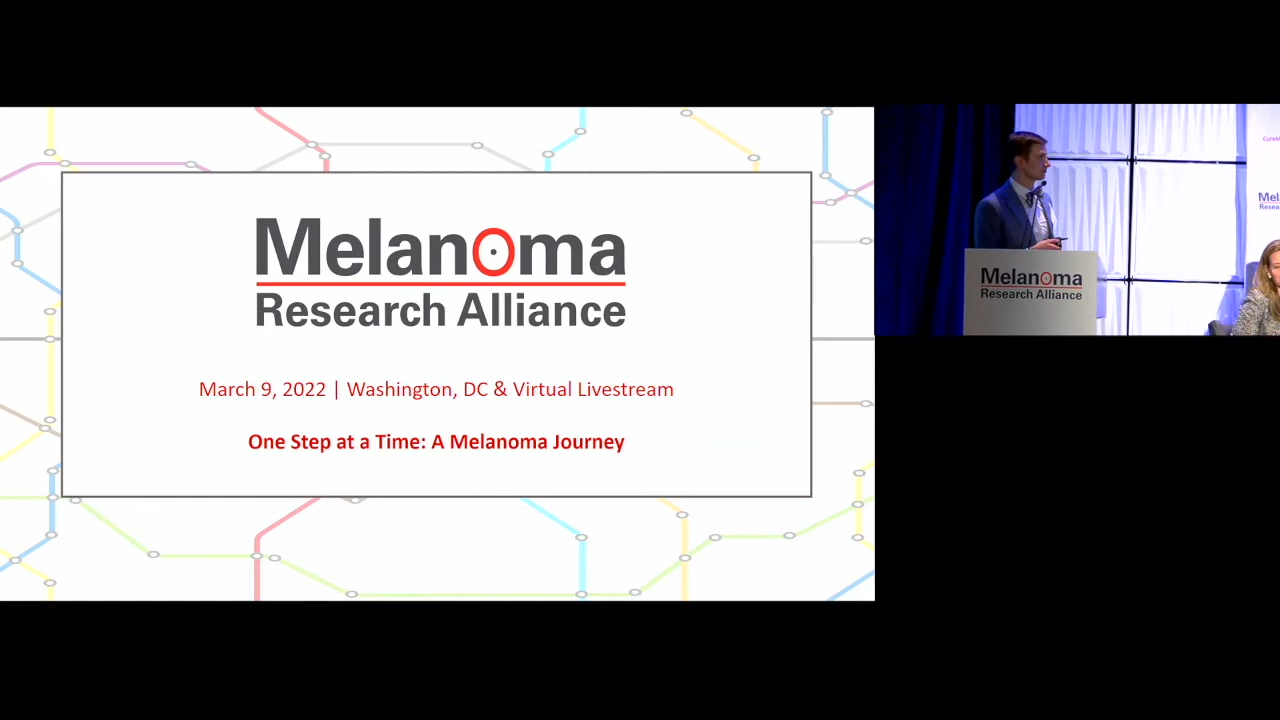 Melanoma
Research Alliance
March 9, 2022 | Washington, DC & Virtual Livestream
One Step at a Time: A Melanoma Journey
Melanoma
Research Alliance